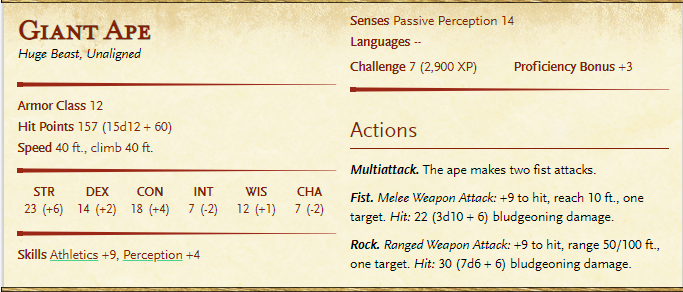 Giant Ape
Huge Beast, Unaligned
Armor Class 12
Hit Points 157 (15d12 + 60)
Speed 40 ft., climb 40 ft.
STR DEX CON INT WIS CHA
23 (+6) 14 (+2) 18 (+4) 7 (-2) 12 (+1) 7 (-2)
Skills Athletics +9, Perception +4
Senses Passive Perception 14
Languages --
Challenge 7 (2,900 XP) Proficiency Bonus +3
Actions
Multiattack. The ape makes two fist attacks.
Fist. Melee Weapon Attack: +9 to hit, reach 10 ft., one
target. Hit: 22 (3d10 + 6) bludgeoning damage.
Rock. Ranged Weapon Attack: +9 to hit, range 50/100 ft.,
one target. Hit: 30 (7d6 + 6) bludgeoning damage.